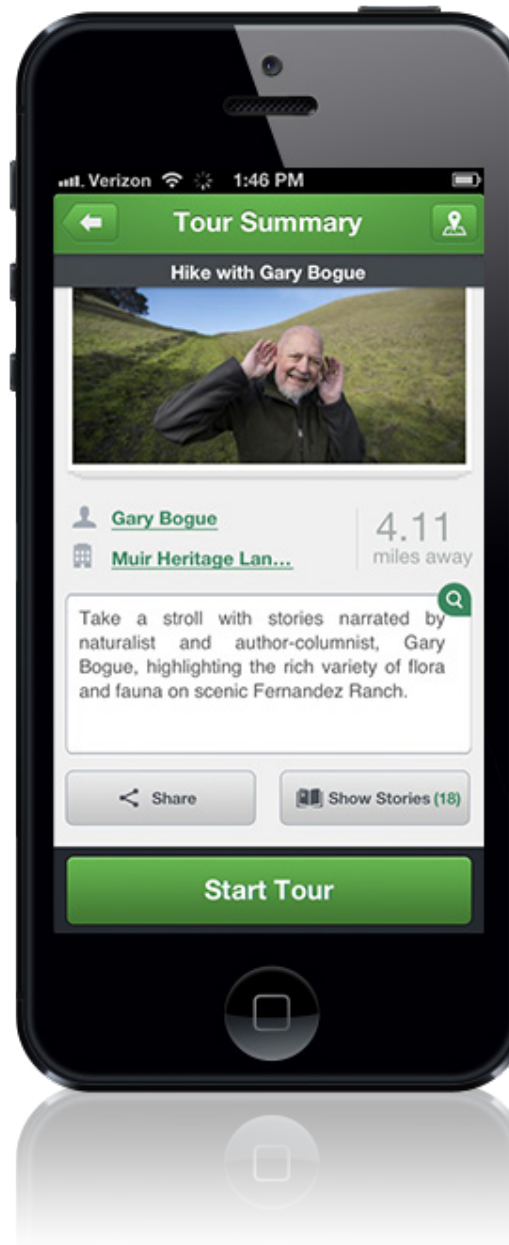 Verizon 1:46 PM
Tour Summary
Hike with Gary Bogue
Gary Bogue
Muir Heritage Lan...
4.11
miles away
Take a stroll with stories narrated by
naturalist and author-columnist, Gary
Bogue, highlighting the rich variety of flora
and fauna on scenic Fernandez Ranch.
Share
Show Stories (18)
Start Tour